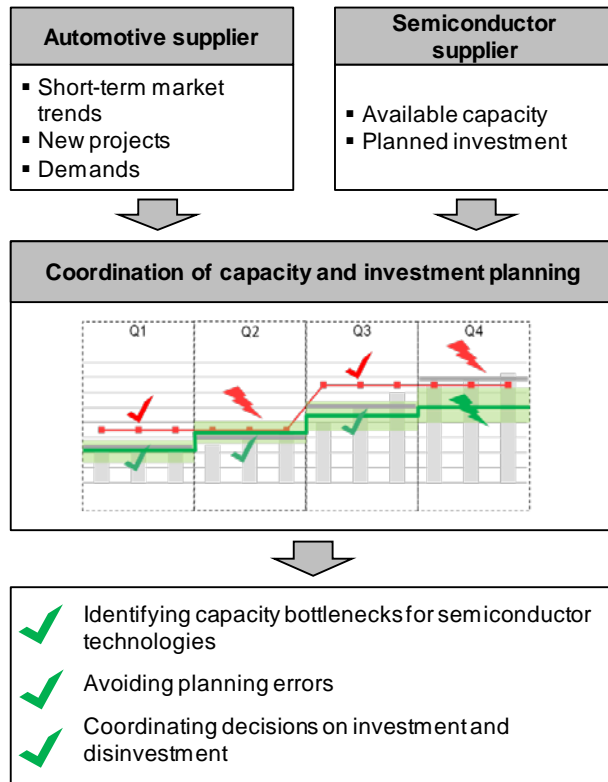 Automotive supplier
▪ Short-term market
trends
▪ New projects
▪ Demands
Semiconductor
supplier
▪ Available capacity
▪ Planned investment
Coordination of capacity and investment planning
Q1 Q2 Q3 Q4
Identifying capacity bottlenecks for semiconductor
technologies
Avoiding planning errors
Coordinating decisions on investment and
disinvestment